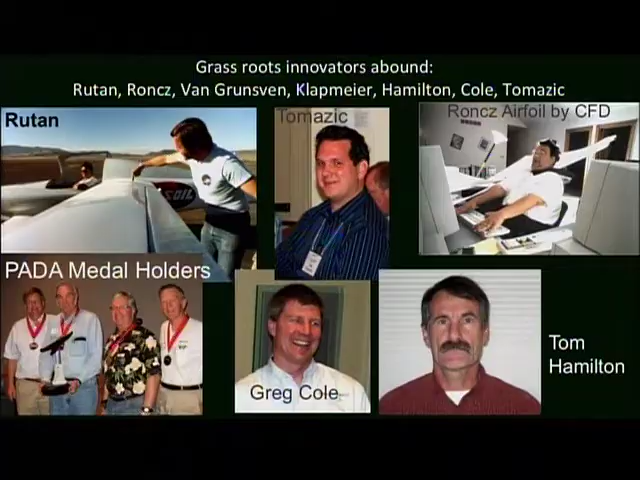 Grass roots innovators abound:
Rutan, Roncz, Van Grunsven, Klapmeier, Hamilton, Cole, Tomazic
Rutan
Tomazic
Roncz Airfoil by CFD
PADA Medal Holders
Greg Cole
Tom
Hamilton